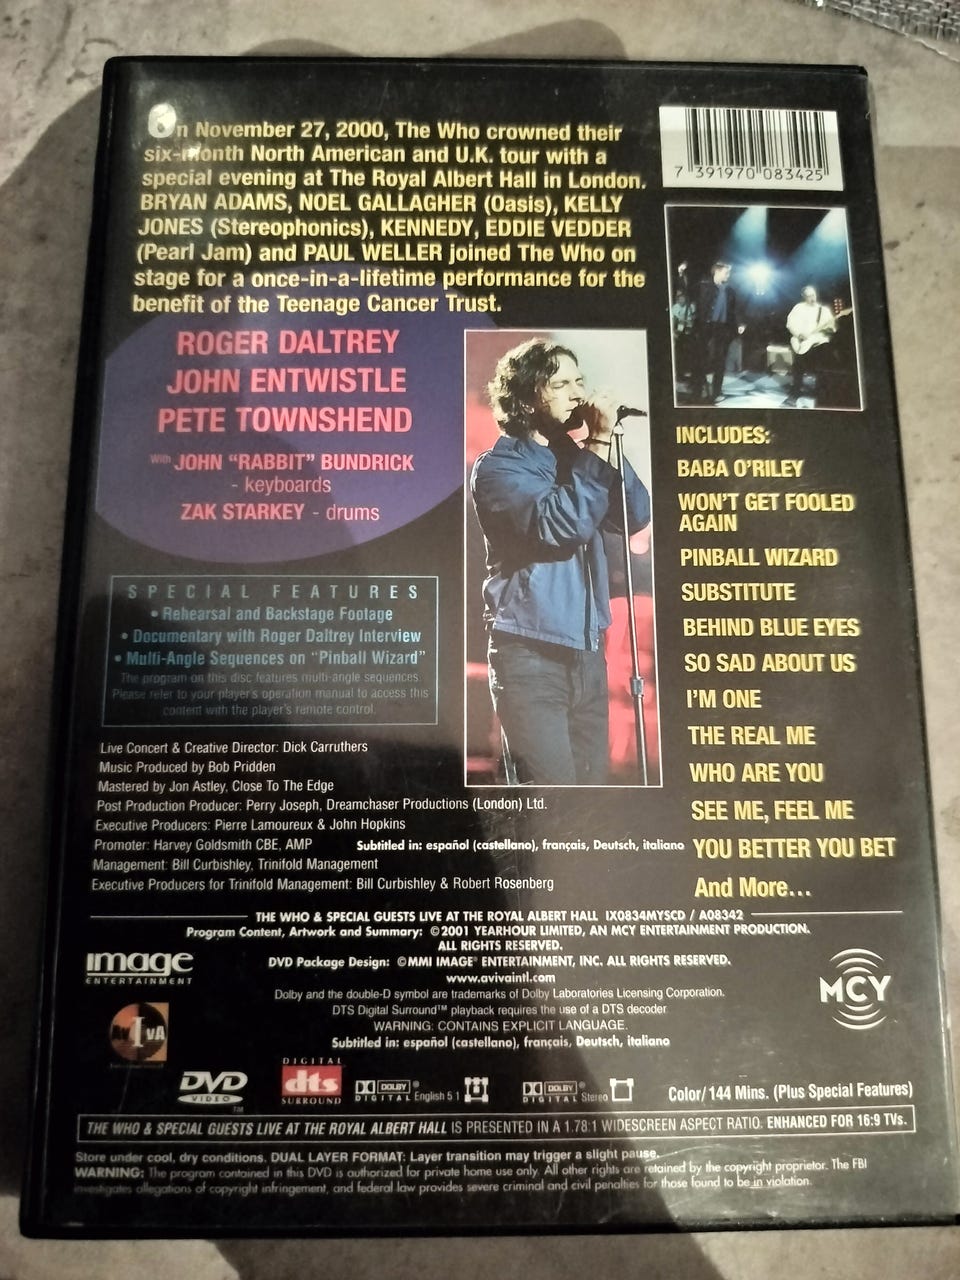 On November 27, 2000, The Who crowned their
six-month North American and U.K. tour with a
special evening at The Royal Albert Hall in London.
BRYAN ADAMS, NOEL GALLAGHER (Oasis), KELLY
JONES (Stereophonics), KENNEDY, EDDIE VEDDER
(Pearl Jam) and PAUL WELLER joined The Who on
stage for a once-in-a-lifetime performance for the
benefit of the Teenage Cancer Trust.
7 391970 083425
ROGER DALTREY
JOHN ENTWISTLE
PETE TOWNSHEND
With JOHN "RABBIT" BUNDRICK
- keyboards
ZAK STARKEY - drums
INCLUDES:
BABA O'RILEY
WON'T GET FOOLED
AGAIN
PINBALL WIZARD
SUBSTITUTE
BEHIND BLUE EYES
SO SAD ABOUT US
I'M ONE
THE REAL ME
WHO ARE YOU
SEE ME, FEEL ME
YOU BETTER YOU BET
And More...
SPECIAL FEATURES
• Rehearsal and Backstage Footage
• Documentary with Roger Daltrey Interview
• Multi-Angle Sequences on "Pinball Wizard"
The program on this disc features multi-angle sequences.
Please refer to your player's operation manual to access this
content with the player's remote control.
Live Concert & Creative Director: Dick Carruthers
Music Produced by Bob Pridden
Mastered by Jon Astley, Close To The Edge
Post Production Producer: Perry Joseph, Dreamchaser Productions (London) Ltd.
Executive Producers: Pierre Lamoureux & John Hopkins
Promoter: Harvey Goldsmith CBE, AMP
Subtitled in: español (castellano), français, Deutsch, italiano
Management: Bill Curbishley, Trinifold Management
Executive Producers for Trinifold Management: Bill Curbishley & Robert Rosenberg
THE WHO & SPECIAL GUESTS LIVE AT THE ROYAL ALBERT HALL IX0834MYSCD / A08342
Program Content, Artwork and Summary: ©2001 YEARHOUR LIMITED, AN MCY ENTERTAINMENT PRODUCTION.
ALL RIGHTS RESERVED.
DVD Package Design: ©MMI IMAGE® ENTERTAINMENT, INC. ALL RIGHTS RESERVED.
www.avivaintl.com
Dolby and the double-D symbol are trademarks of Dolby Laboratories Licensing Corporation.
DTS Digital Surround™ playback requires the use of a DTS decoder.
WARNING: CONTAINS EXPLICIT LANGUAGE.
Subtitled in: español (castellano), français, Deutsch, italiano
image
ENTERTAINMENT
AvIvA
International
MCY
DVD
VIDEO
TM
DIGITAL
dts
SURROUND
DOLBY®
DIGITAL English 5.1
DOLBY®
DIGITAL Stereo
Color/144 Mins. (Plus Special Features)
THE WHO & SPECIAL GUESTS LIVE AT THE ROYAL ALBERT HALL IS PRESENTED IN A 1.78:1 WIDESCREEN ASPECT RATIO. ENHANCED FOR 16:9 TVs.
Store under cool, dry conditions. DUAL LAYER FORMAT: Layer transition may trigger a slight pause.
WARNING: The program contained in this DVD is authorized for private home use only. All other rights are retained by the copyright proprietor. The FBI
investigates allegations of copyright infringement, and federal law provides severe criminal and civil penalties for those found to be in violation.